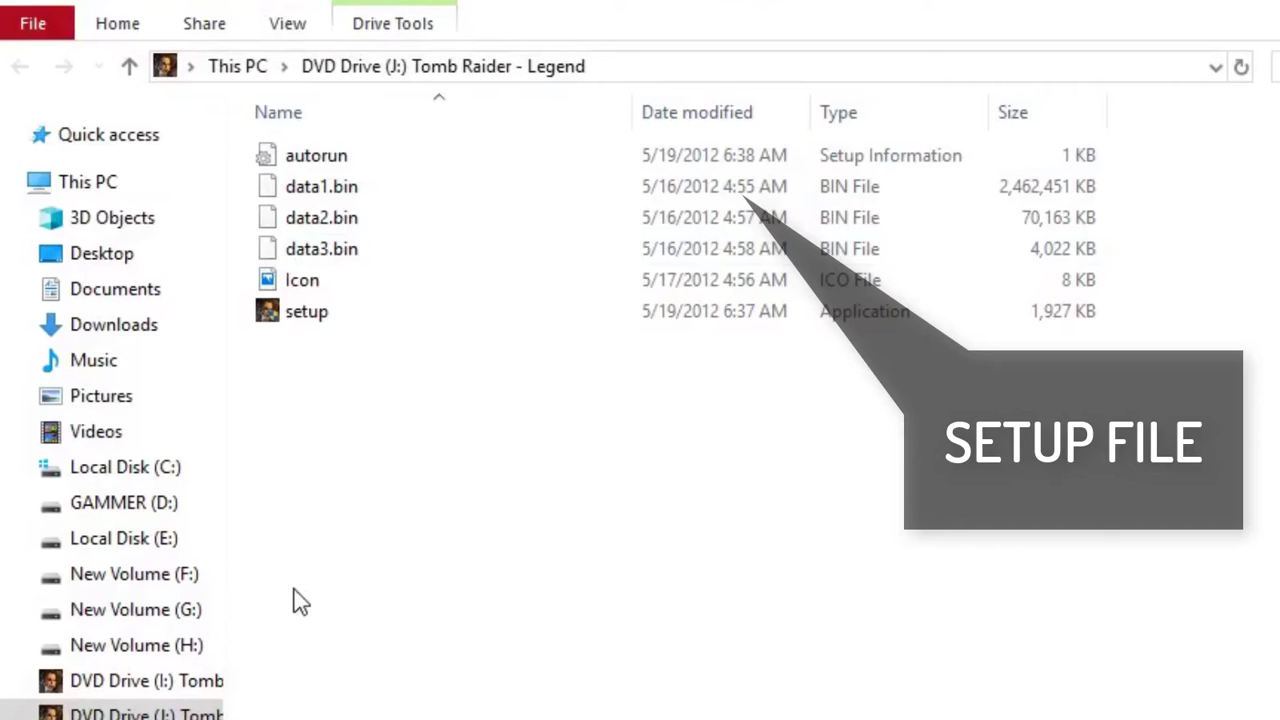 File Home Share View Drive Tools
This PC DVD Drive (J:) Tomb Raider - Legend
Name Date modified Type Size
autorun 5/19/2012 6:38 AM Setup Information 1 KB
data1.bin 5/16/2012 4:55 AM BIN File 2,462,451 KB
data2.bin 5/16/2012 4:57 AM BIN File 70,163 KB
data3.bin 5/16/2012 4:58 AM BIN File 4,022 KB
Icon 5/17/2012 4:56 AM ICO File 8 KB
setup 5/19/2012 6:37 AM Application 1,927 KB
Quick access
This PC
3D Objects
Desktop
Documents
Downloads
Music
Pictures
Videos
Local Disk (C:)
GAMMER (D:)
Local Disk (E:)
New Volume (F:)
New Volume (G:)
New Volume (H:)
DVD Drive (I:) Tomb
DVD Drive (J:) Tomb
SETUP FILE